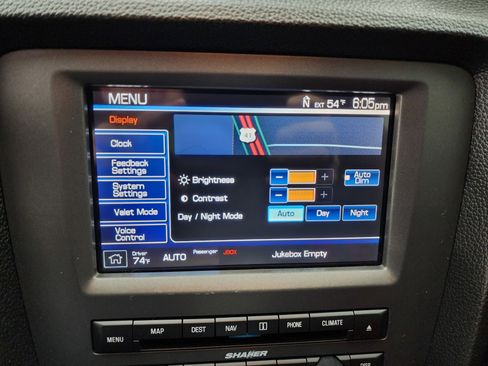 MENU
N EXT 54°F 6:05pm
Display
41
Clock
Feedback
Settings
System
Settings
Valet Mode
Voice
Control
Brightness
- +
Auto
Dim
Contrast
- +
Day / Night Mode
Auto
Day
Night
Driver
74°F
AUTO
Passenger
JBOX
Jukebox Empty
MENU
MAP
DEST
NAV
PHONE
CLIMATE
SHAKER